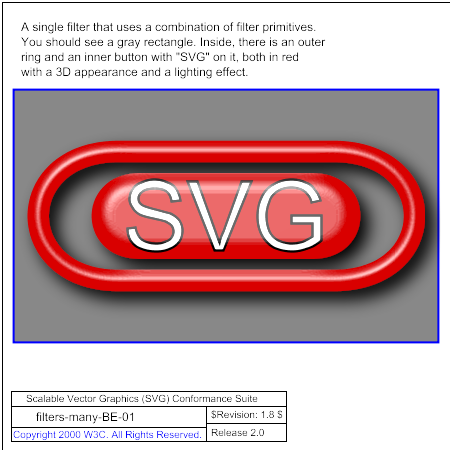 A single filter that uses a combination of filter primitives.
You should see a gray rectangle. Inside, there is an outer
ring and an inner button with "SVG" on it, both in red
with a 3D appearance and a lighting effect.
SVG
Scalable Vector Graphics (SVG) Conformance Suite
filters-many-BE-01
$Revision: 1.8 $
Copyright 2000 W3C. All Rights Reserved.
Release 2.0